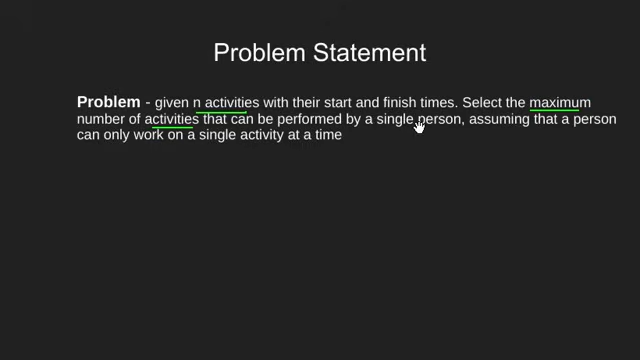 Problem Statement
Problem - given n activities with their start and finish times. Select the maximum
number of activities that can be performed by a single person, assuming that a person
can only work on a single activity at a time